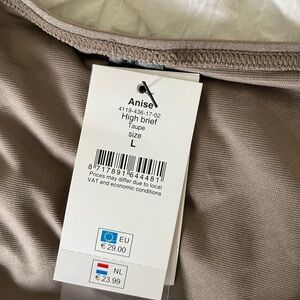 Anise
4119-436-17-02
High brief
Taupe
size
L
8 717891 644481
Prices may differ due to local
VAT and economic conditions
EU
€ 29.00
NL
€ 23.99